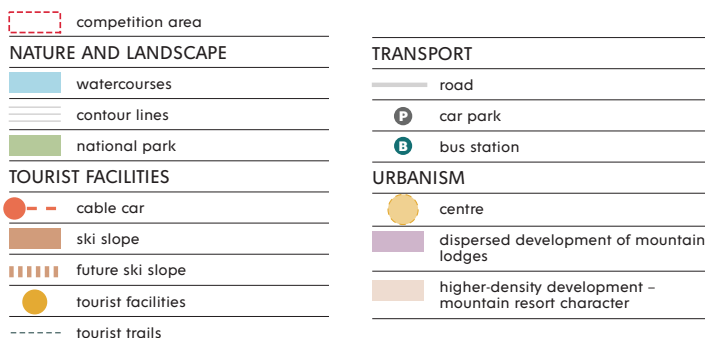 competition area
NATURE AND LANDSCAPE
watercourses
contour lines
national park
TOURIST FACILITIES
cable car
ski slope
future ski slope
tourist facilities
tourist trails
TRANSPORT
road
P car park
B bus station
URBANISM
centre
dispersed development of mountain
lodges
higher-density development –
mountain resort character